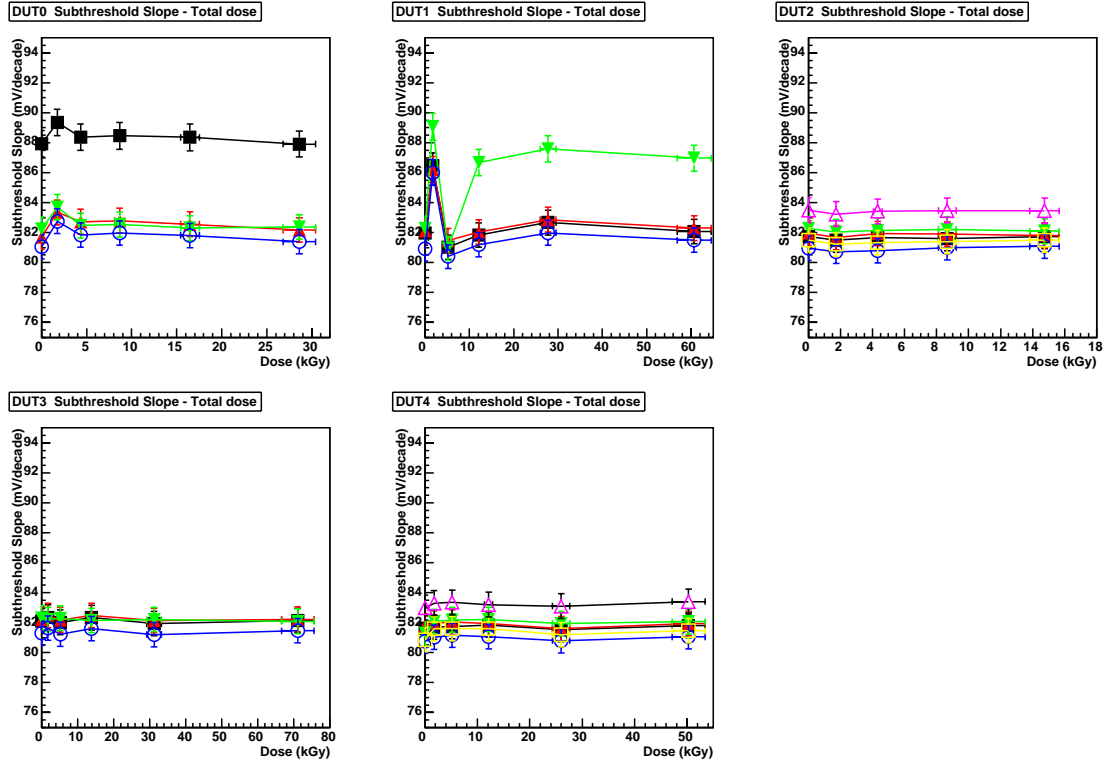 DUT0  Subthreshold Slope - Total dose
Subthreshold Slope (mV/decade)
94
92
90
88
86
84
82
80
78
76
0 5 10 15 20 25 30
Dose (kGy)
DUT1  Subthreshold Slope - Total dose
Subthreshold Slope (mV/decade)
94
92
90
88
86
84
82
80
78
76
0 10 20 30 40 50 60
Dose (kGy)
DUT2  Subthreshold Slope - Total dose
Subthreshold Slope (mV/decade)
94
92
90
88
86
84
82
80
78
76
0 2 4 6 8 10 12 14 16 18
Dose (kGy)
DUT3  Subthreshold Slope - Total dose
Subthreshold Slope (mV/decade)
94
92
90
88
86
84
82
80
78
76
0 10 20 30 40 50 60 70 80
Dose (kGy)
DUT4  Subthreshold Slope - Total dose
Subthreshold Slope (mV/decade)
94
92
90
88
86
84
82
80
78
76
0 10 20 30 40 50
Dose (kGy)